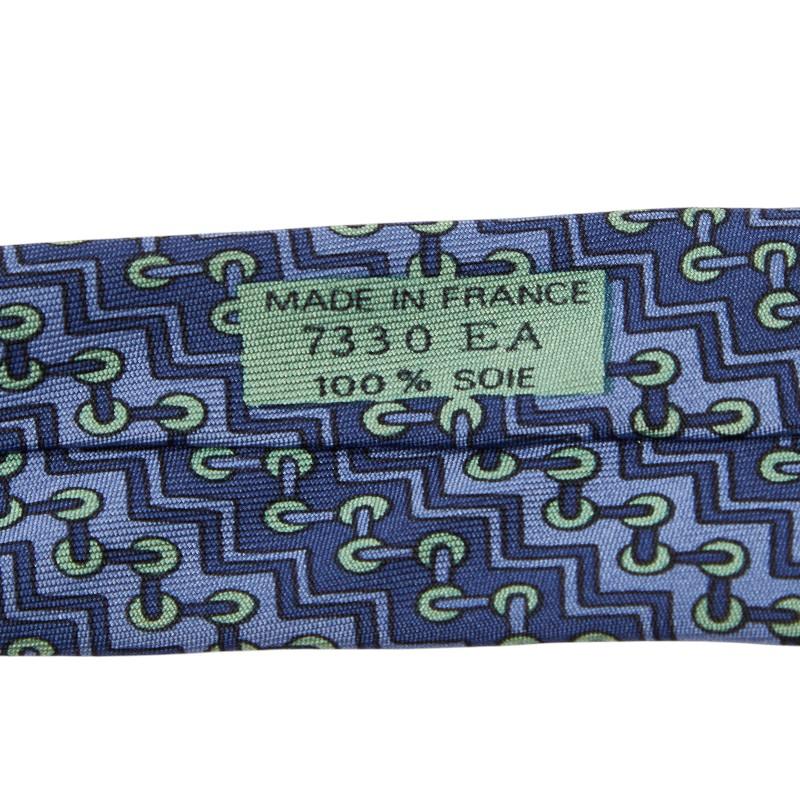 MADE IN FRANCE
7330 EA
100% SOIE